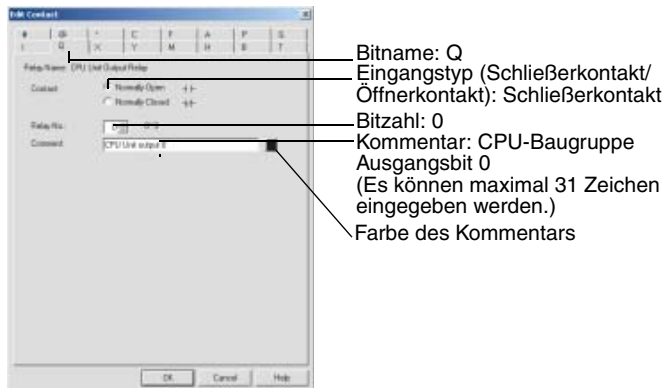 Edit Contact
# @ * C F A P S
I Q X Y M H B T
Relay Name: CPU Unit Output Relay
Contact Normally Open
Normally Closed
Relay No.: 0
Comment CPU Unit output 0
OK Cancel Help
Bitname: Q
Eingangstyp (Schließerkontakt/
Öffnerkontakt): Schließerkontakt
Bitzahl: 0
Kommentar: CPU-Baugruppe
Ausgangsbit 0
(Es können maximal 31 Zeichen
eingegeben werden.)
Farbe des Kommentars